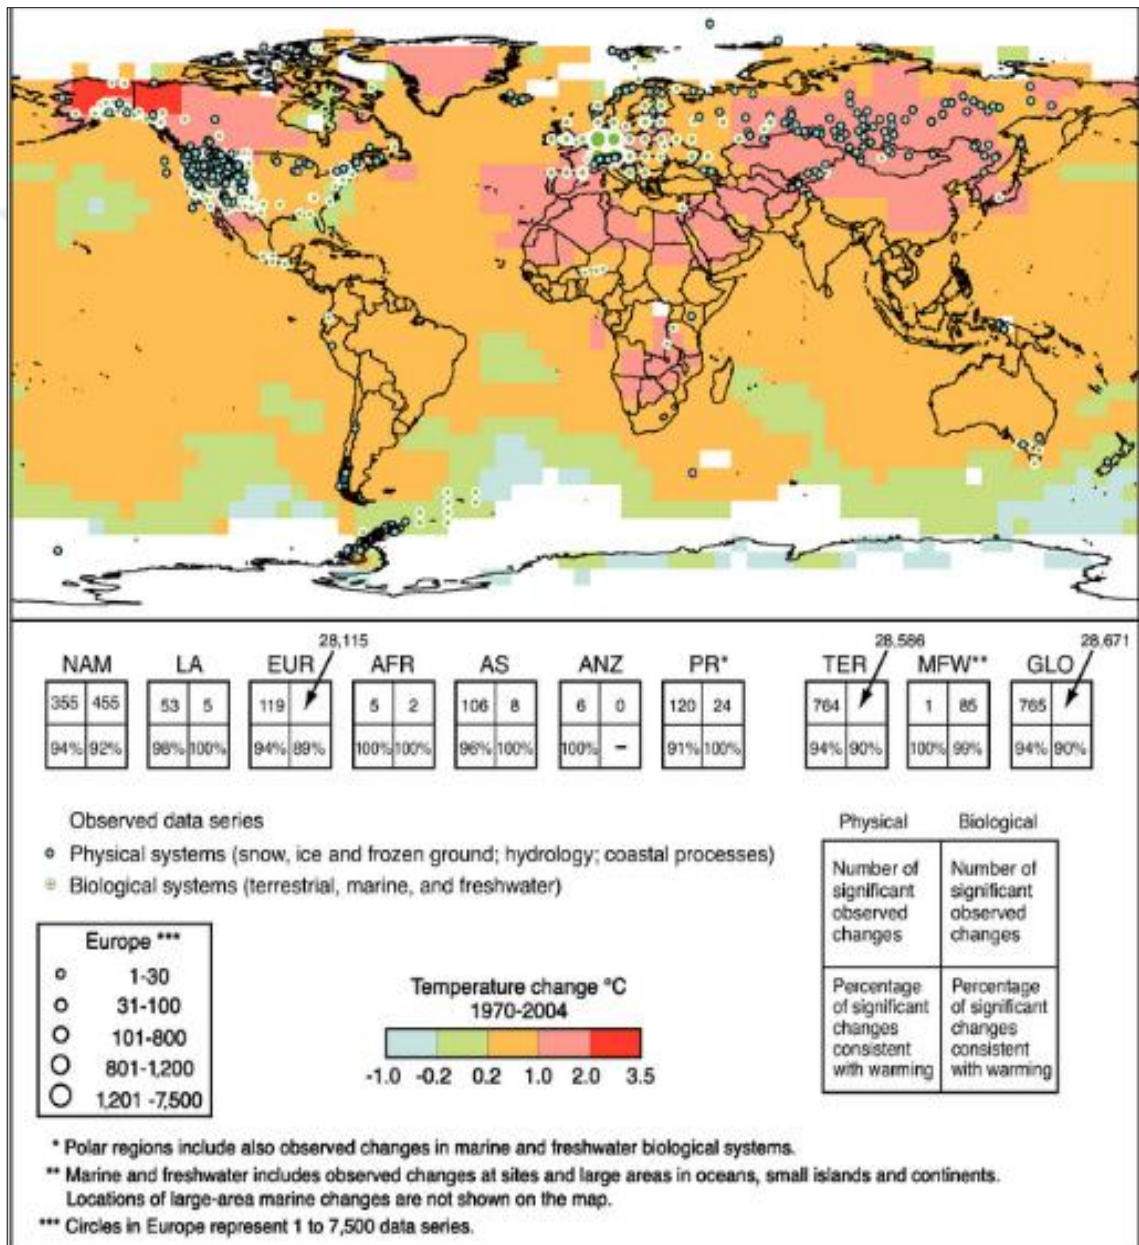 28,115 28,586 28,671
NAM LA EUR AFR AS ANZ PR* TER MFW** GLO
355 455 53 5 119 5 2 106 8 6 0 120 24 764 1 85 765
94% 92% 98% 100% 94% 89% 100% 100% 96% 100% 100% – 91% 100% 94% 90% 100% 99% 94% 90%
Observed data series
Physical systems (snow, ice and frozen ground; hydrology; coastal processes)
Biological systems (terrestrial, marine, and freshwater)
Physical Biological
Number of significant observed changes
Number of significant observed changes
Percentage of significant changes consistent with warming
Percentage of significant changes consistent with warming
Europe ***
1-30
31-100
101-800
801-1,200
1,201 -7,500
Temperature change °C
1970-2004
-1.0 -0.2 0.2 1.0 2.0 3.5
* Polar regions include also observed changes in marine and freshwater biological systems.
** Marine and freshwater includes observed changes at sites and large areas in oceans, small islands and continents.
Locations of large-area marine changes are not shown on the map.
*** Circles in Europe represent 1 to 7,500 data series.